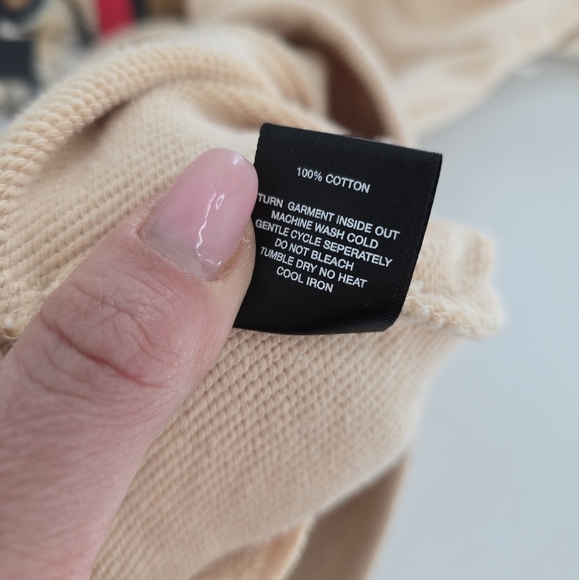 100% COTTON
TURN GARMENT INSIDE OUT
MACHINE WASH COLD
GENTLE CYCLE SEPERATELY
DO NOT BLEACH
TUMBLE DRY NO HEAT
COOL IRON